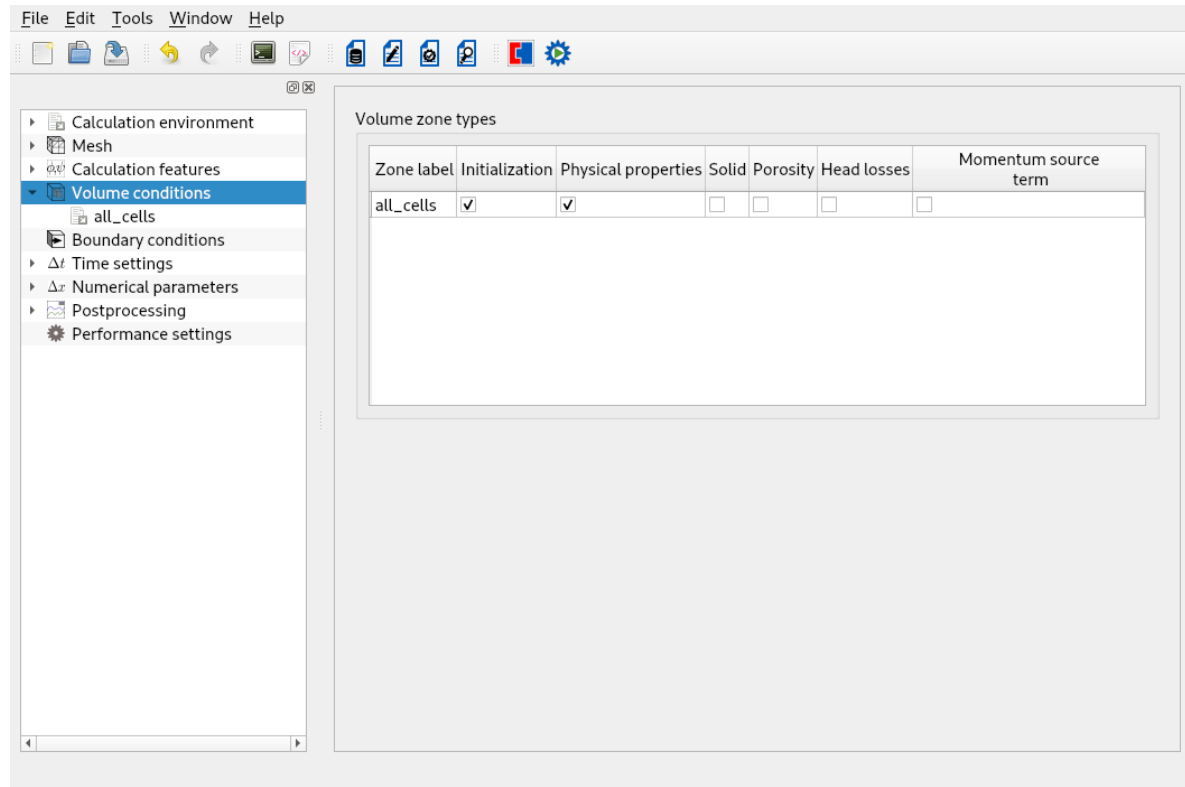 File Edit Tools Window Help
Calculation environment
Mesh
Calculation features
Volume conditions
all_cells
Boundary conditions
Δt Time settings
Δx Numerical parameters
Postprocessing
Performance settings
Volume zone types
Zone label Initialization Physical properties Solid Porosity Head losses Momentum source
term
all_cells